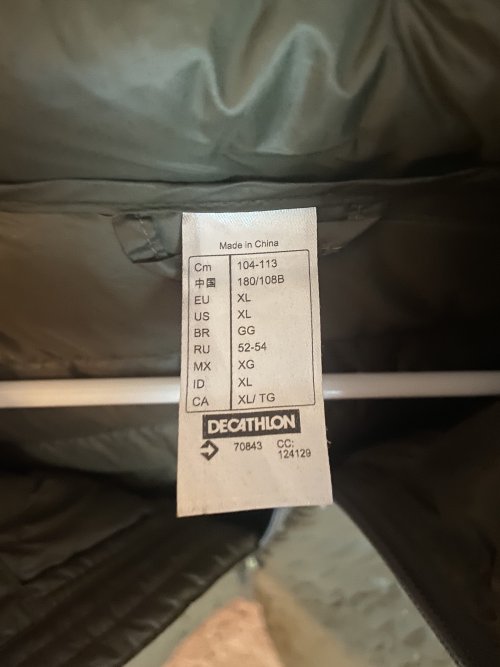 Made in China
Cm 104-113
中国 180/108B
EU XL
US XL
BR GG
RU 52-54
MX XG
ID XL
CA XL/ TG
DECATHLON
70843 CC:
124129